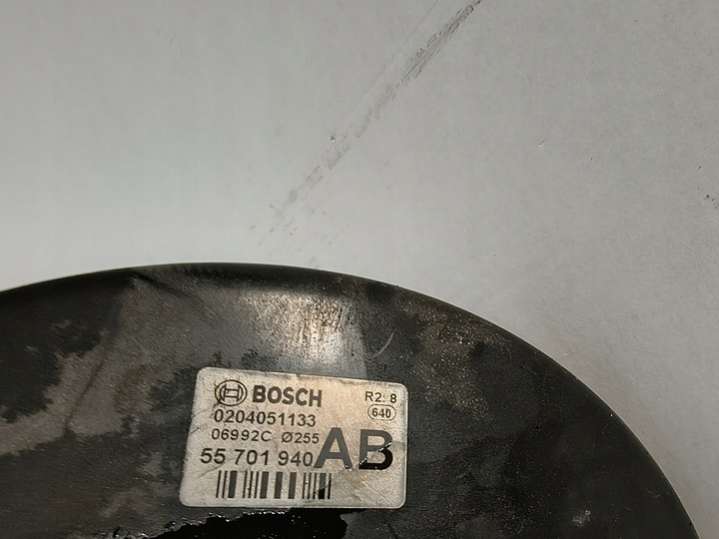 BOSCH R2: 8
0204051133 640
06992C Ø255
55 701 940 AB